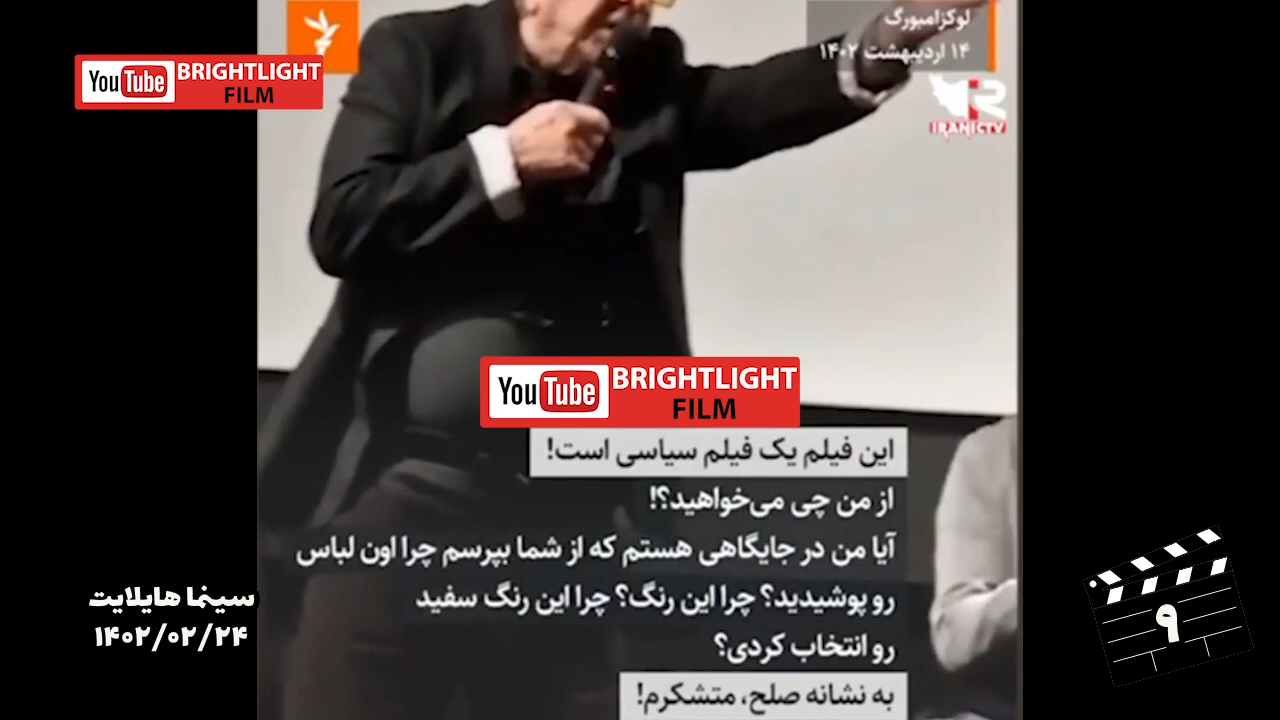 لوکزامبورگ
۱۴ اردیبهشت ۱۴۰۲
YouTube BRIGHTLIGHT FILM
IRANICTV
YouTube BRIGHTLIGHT FILM
این فیلم یک فیلم سیاسی است!
از من چی می‌خواهید؟!
آیا من در جایگاهی هستم که از شما بپرسم چرا اون لباس
رو پوشیدید؟ چرا این رنگ؟ چرا این رنگ سفید
رو انتخاب کردی؟
به نشانه صلح، متشکرم!
سینما هایلایت
۱۴۰۲/۰۲/۲۴
۹